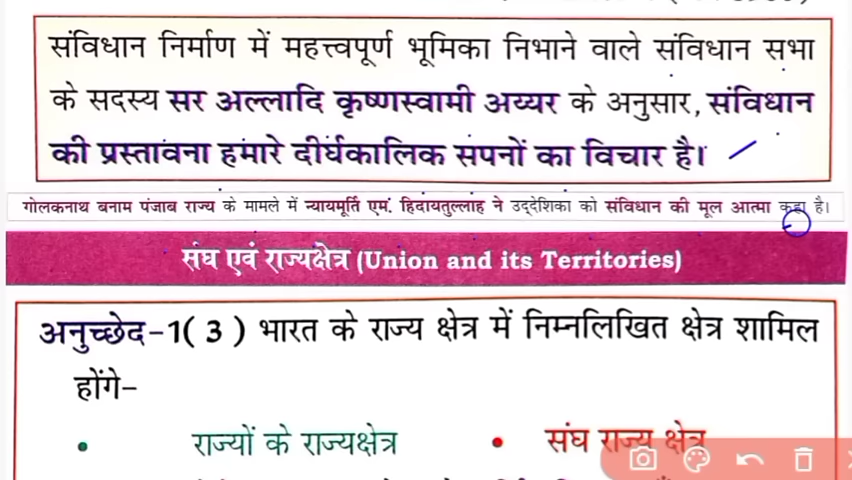 संविधान निर्माण में महत्त्वपूर्ण भूमिका निभाने वाले संविधान सभा
के सदस्य सर अल्लादि कृष्णस्वामी अय्यर के अनुसार, संविधान
की प्रस्तावना हमारे दीर्घकालिक सपनों का विचार है।
गोलकनाथ बनाम पंजाब राज्य के मामले में न्यायमूर्ति एम. हिदायतुल्लाह ने उद्देशिका को संविधान की मूल आत्मा कहा है।
संघ एवं राज्यक्षेत्र (Union and its Territories)
अनुच्छेद-1( 3 ) भारत के राज्य क्षेत्र में निम्नलिखित क्षेत्र शामिल
होंगे-
• राज्यों के राज्यक्षेत्र • संघ राज्य क्षेत्र